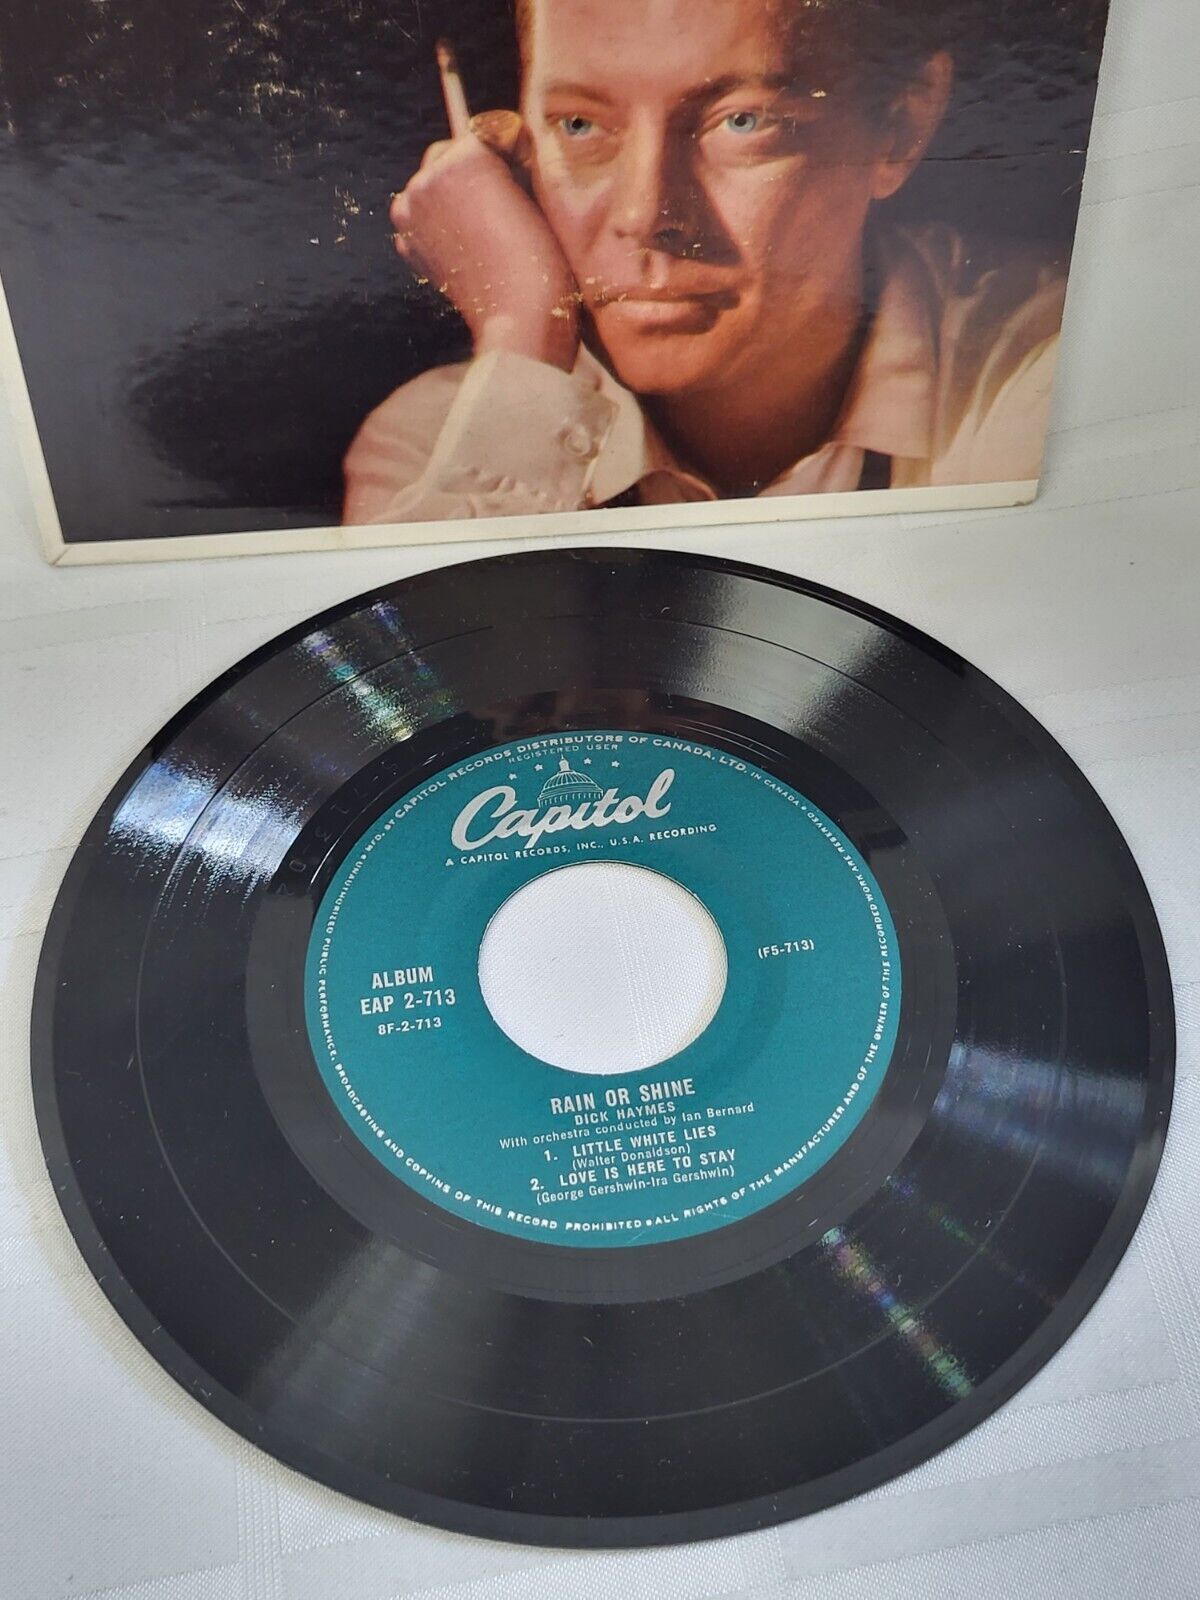 MFD. BY CAPITOL RECORDS DISTRIBUTORS OF CANADA, LTD. IN CANADA •
REGISTERED USER
Capitol
A CAPITOL RECORDS, INC., U.S.A. RECORDING
(F5-713)
ALBUM
EAP 2-713
8F-2-713
RAIN OR SHINE
DICK HAYMES
With orchestra conducted by Ian Bernard
1. LITTLE WHITE LIES
(Walter Donaldson)
2. LOVE IS HERE TO STAY
(George Gershwin-Ira Gershwin)
• UNAUTHORIZED PUBLIC PERFORMANCE, BROADCASTING AND COPYING OF THIS RECORD PROHIBITED • ALL RIGHTS OF THE MANUFACTURER AND OF THE OWNER OF THE RECORDED WORK ARE RESERVED